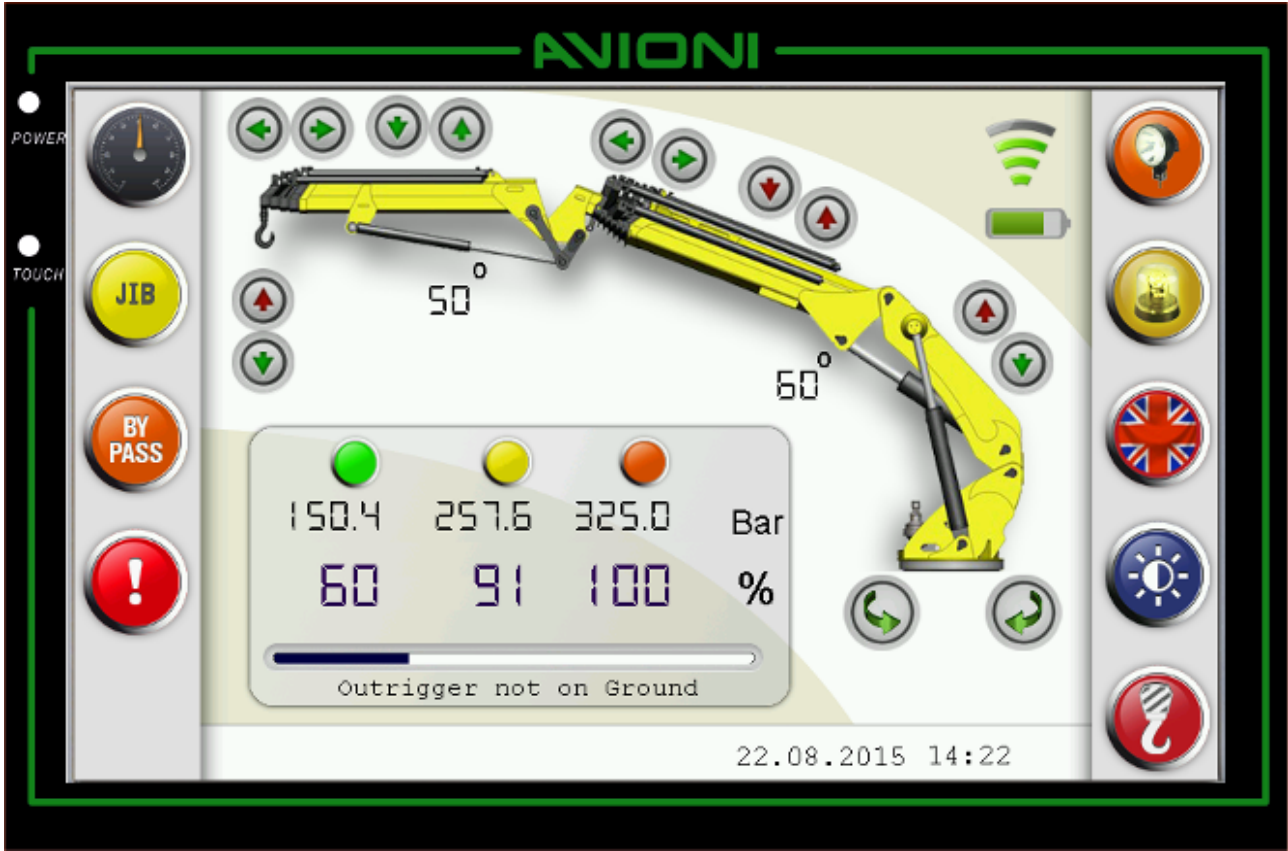 AVIONI
POWER
TOUCH
JIB
BY
PASS
!
50°
60°
150.4 257.6 325.0 Bar
60 91 100 %
Outrigger not on Ground
22.08.2015 14:22